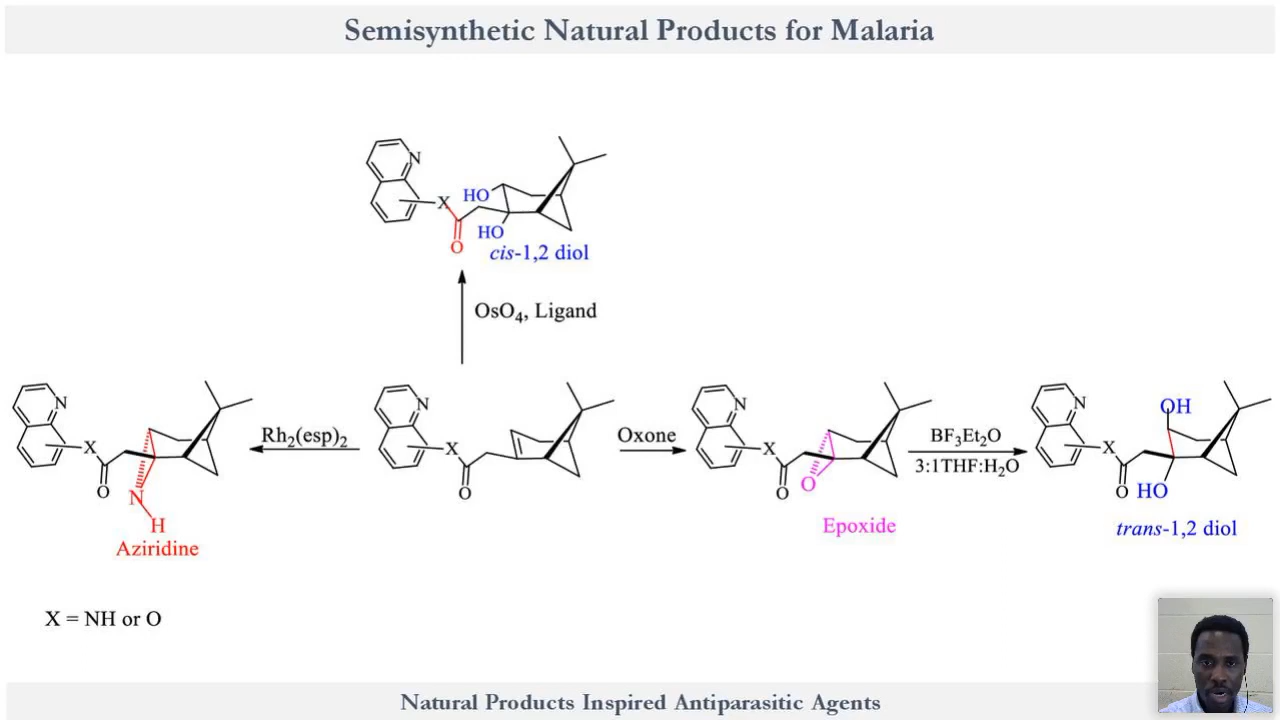 Semisynthetic Natural Products for Malaria
N
X
HO
HO
O
cis-1,2 diol
OsO4, Ligand
N
X
O
N
H
Aziridine
Rh2(esp)2
N
X
O
Oxone
N
X
O
O
Epoxide
BF3Et2O
3:1THF:H2O
N
X
OH
O
HO
trans-1,2 diol
X = NH or O
Natural Products Inspired Antiparasitic Agents